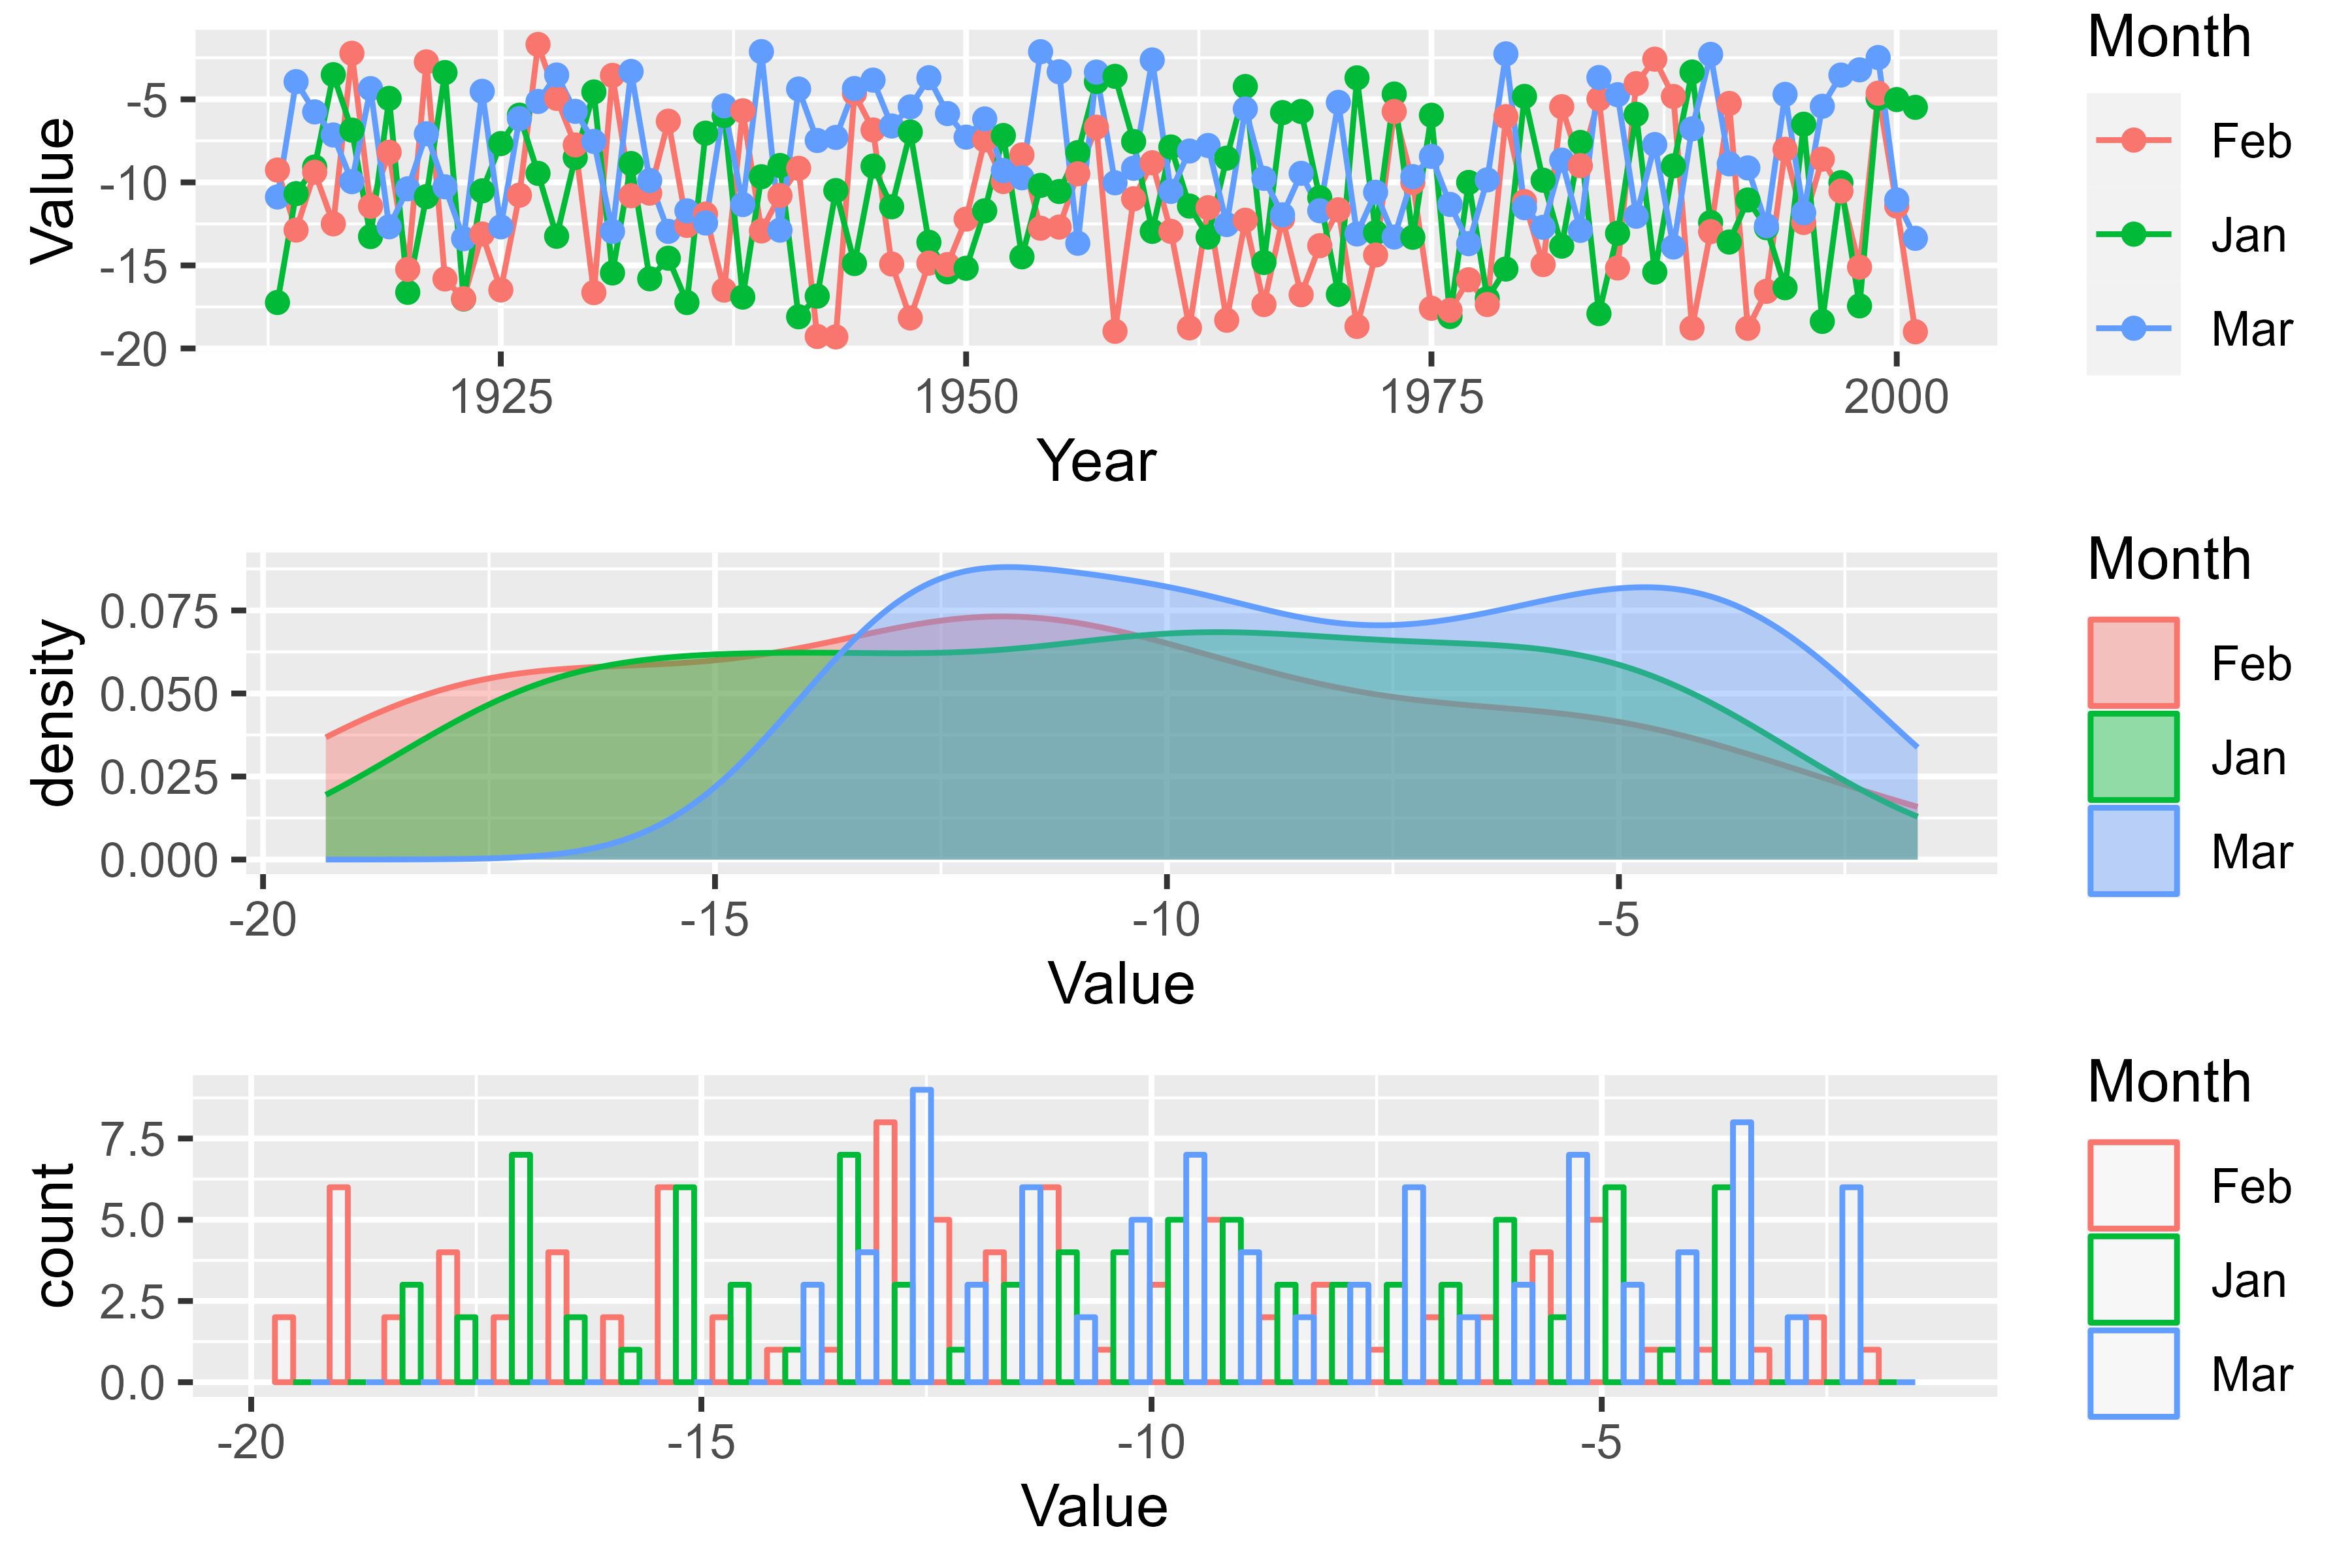 Value
-5
-10
-15
-20
1925 1950 1975 2000
Year
Month
Feb
Jan
Mar
density
0.075
0.050
0.025
0.000
-20 -15 -10 -5
Value
Month
Feb
Jan
Mar
count
7.5
5.0
2.5
0.0
-20 -15 -10 -5
Value
Month
Feb
Jan
Mar